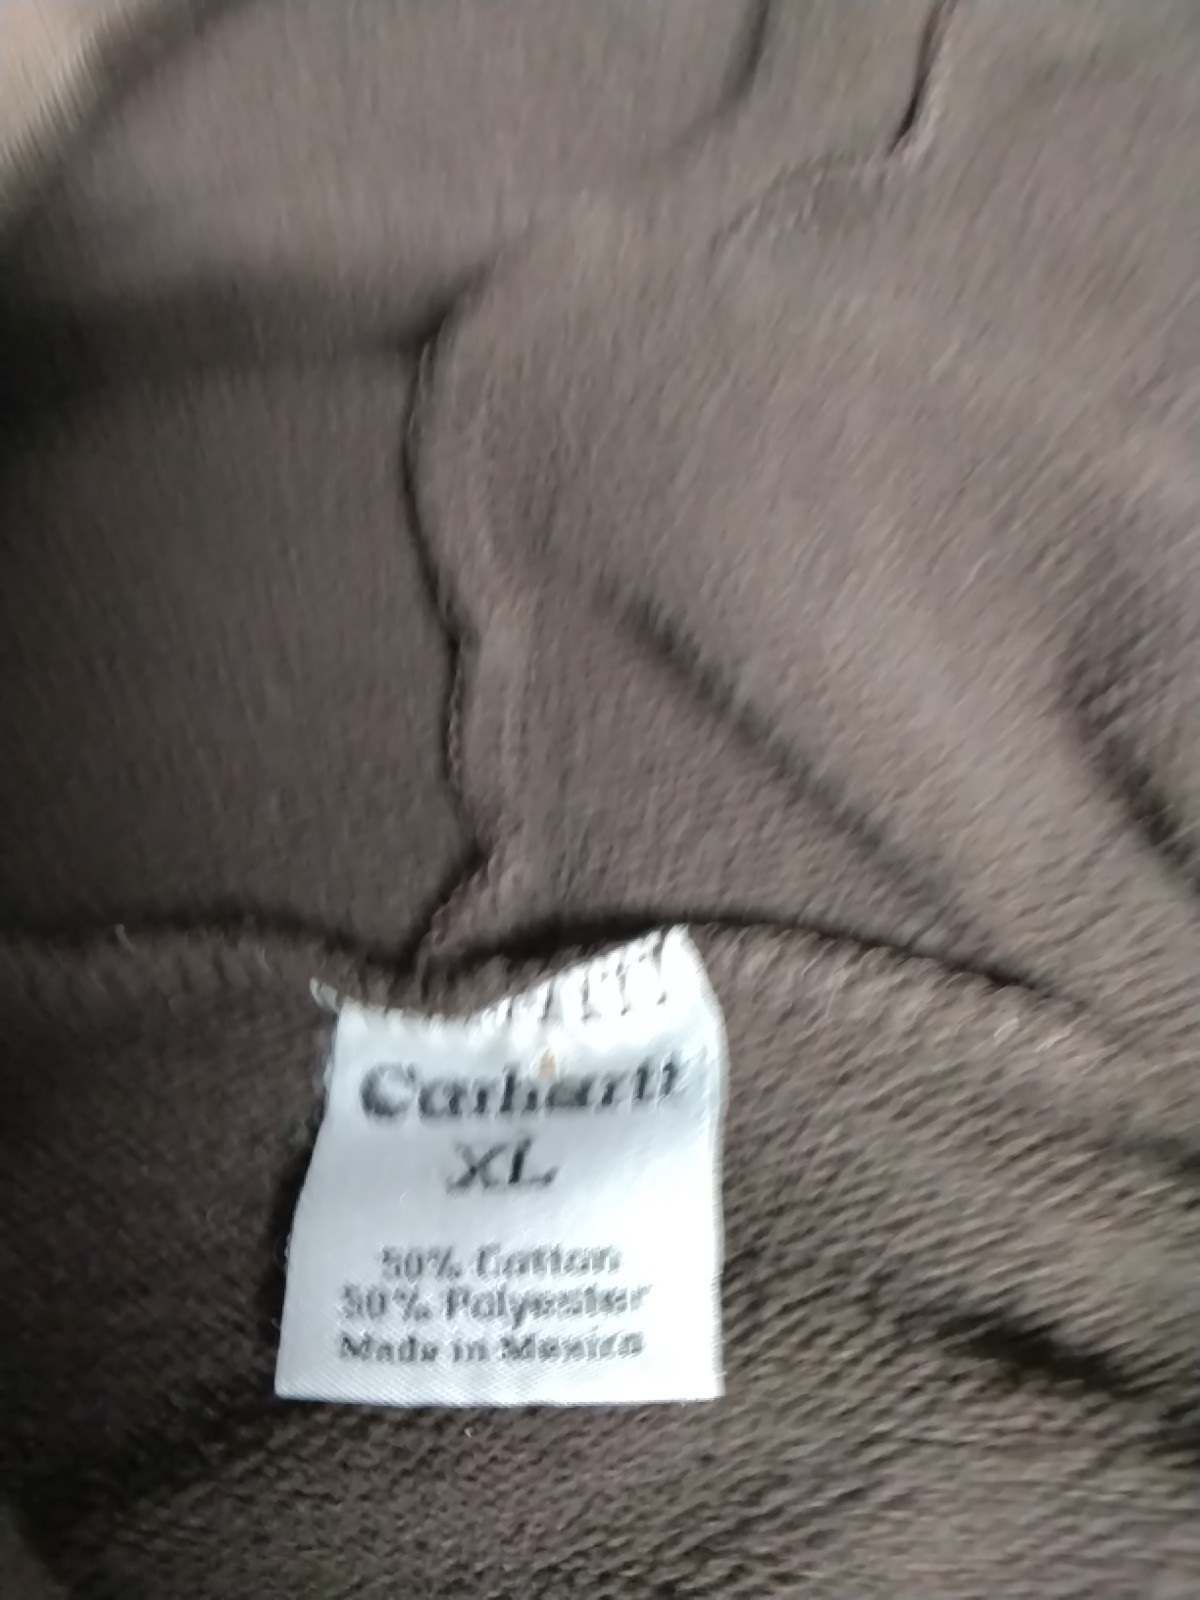 Carhartt
XL
50% Cotton
50% Polyester
Made in Mexico